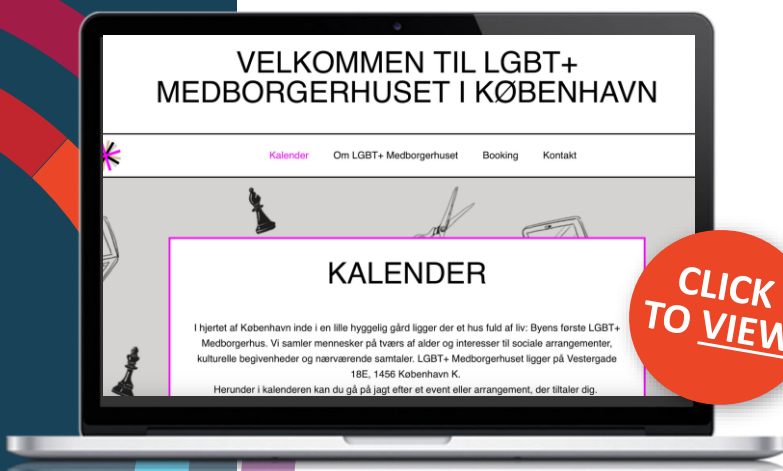 VELKOMMEN TIL LGBT+
MEDBORGERHUSET I KØBENHAVN
Kalender Om LGBT+ Medborgerhuset Booking Kontakt
KALENDER
I hjertet af København inde i en lille hyggelig gård ligger der et hus fuld af liv: Byens første LGBT+
Medborgerhus. Vi samler mennesker på tværs af alder og interesser til sociale arrangementer,
kulturelle begivenheder og nærværende samtaler. LGBT+ Medborgerhuset ligger på Vestergade
18E, 1456 København K.
Herunder i kalenderen kan du gå på jagt efter et event eller arrangement, der tiltaler dig.
CLICK
TO VIEW